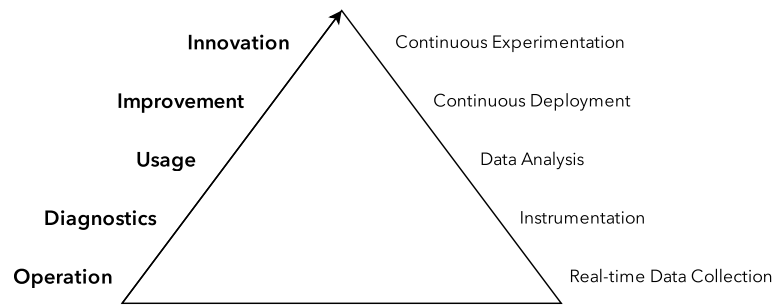 Innovation Continuous Experimentation
Improvement Continuous Deployment
Usage Data Analysis
Diagnostics Instrumentation
Operation Real-time Data Collection